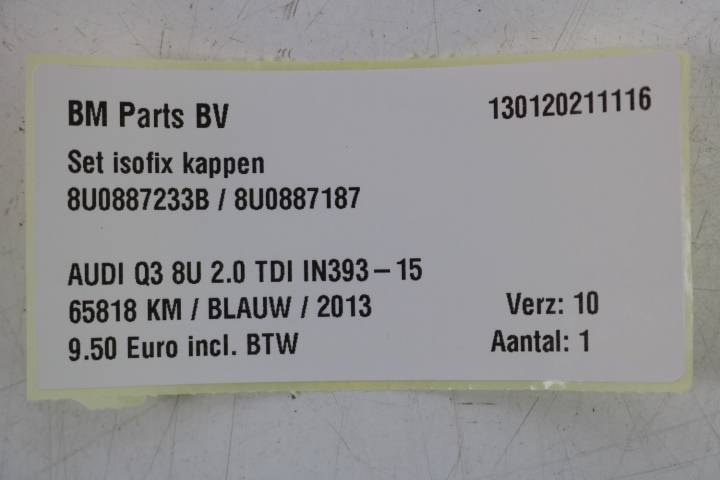 BM Parts BV 130120211116
Set isofix kappen
8U0887233B / 8U0887187
AUDI Q3 8U 2.0 TDI IN393-15
65818 KM / BLAUW / 2013 Verz: 10
9.50 Euro incl. BTW Aantal: 1